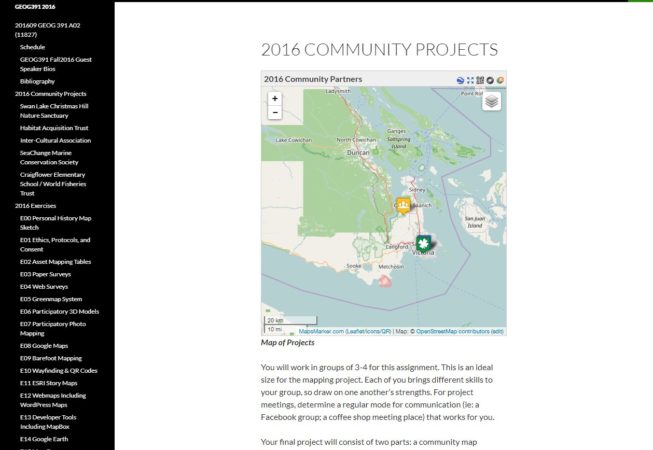 GEOG391 2016
201609 GEOG 391 A02
(11827)
Schedule
GEOG391 Fall2016 Guest
Speaker Bios
Bibliography
2016 Community Projects
Swan Lake Christmas Hill
Nature Sanctuary
Habitat Acquisition Trust
Inter-Cultural Association
SeaChange Marine
Conservation Society
Craigflower Elementary
School / World Fisheries
Trust
2016 Exercises
E00 Personal History Map
Sketch
E01 Ethics, Protocols, and
Consent
E02 Asset Mapping Tables
E03 Paper Surveys
E04 Web Surveys
E05 Greenmap System
E06 Participatory 3D Models
E07 Participatory Photo
Mapping
E08 Google Maps
E09 Barefoot Mapping
E10 Wayfinding & QR Codes
E11 ESRI Story Maps
E12 Webmaps Including
WordPress Maps
E13 Developer Tools
Including MapBox
E14 Google Earth
2016 COMMUNITY PROJECTS
2016 Community Partners
+
−
Ladysmith
Lake Cowichan
North Cowichan
Duncan
Ganges
Saltspring
Island
Sidney
Saanich
San Juan
Island
Langford
Victoria
Sooke
Metchosin
20 km
10 mi
MapsMarker.com (Leaflet/icons/QR) | Map: © OpenStreetMap contributors (edit)
Map of Projects
You will work in groups of 3-4 for this assignment. This is an ideal
size for the mapping project. Each of you brings different skills to
your group, so draw on one another's strengths. For project
meetings, determine a regular mode for communication (ie: a
Facebook group; a coffee shop meeting place) that works for you.
Your final project will consist of two parts: a community map